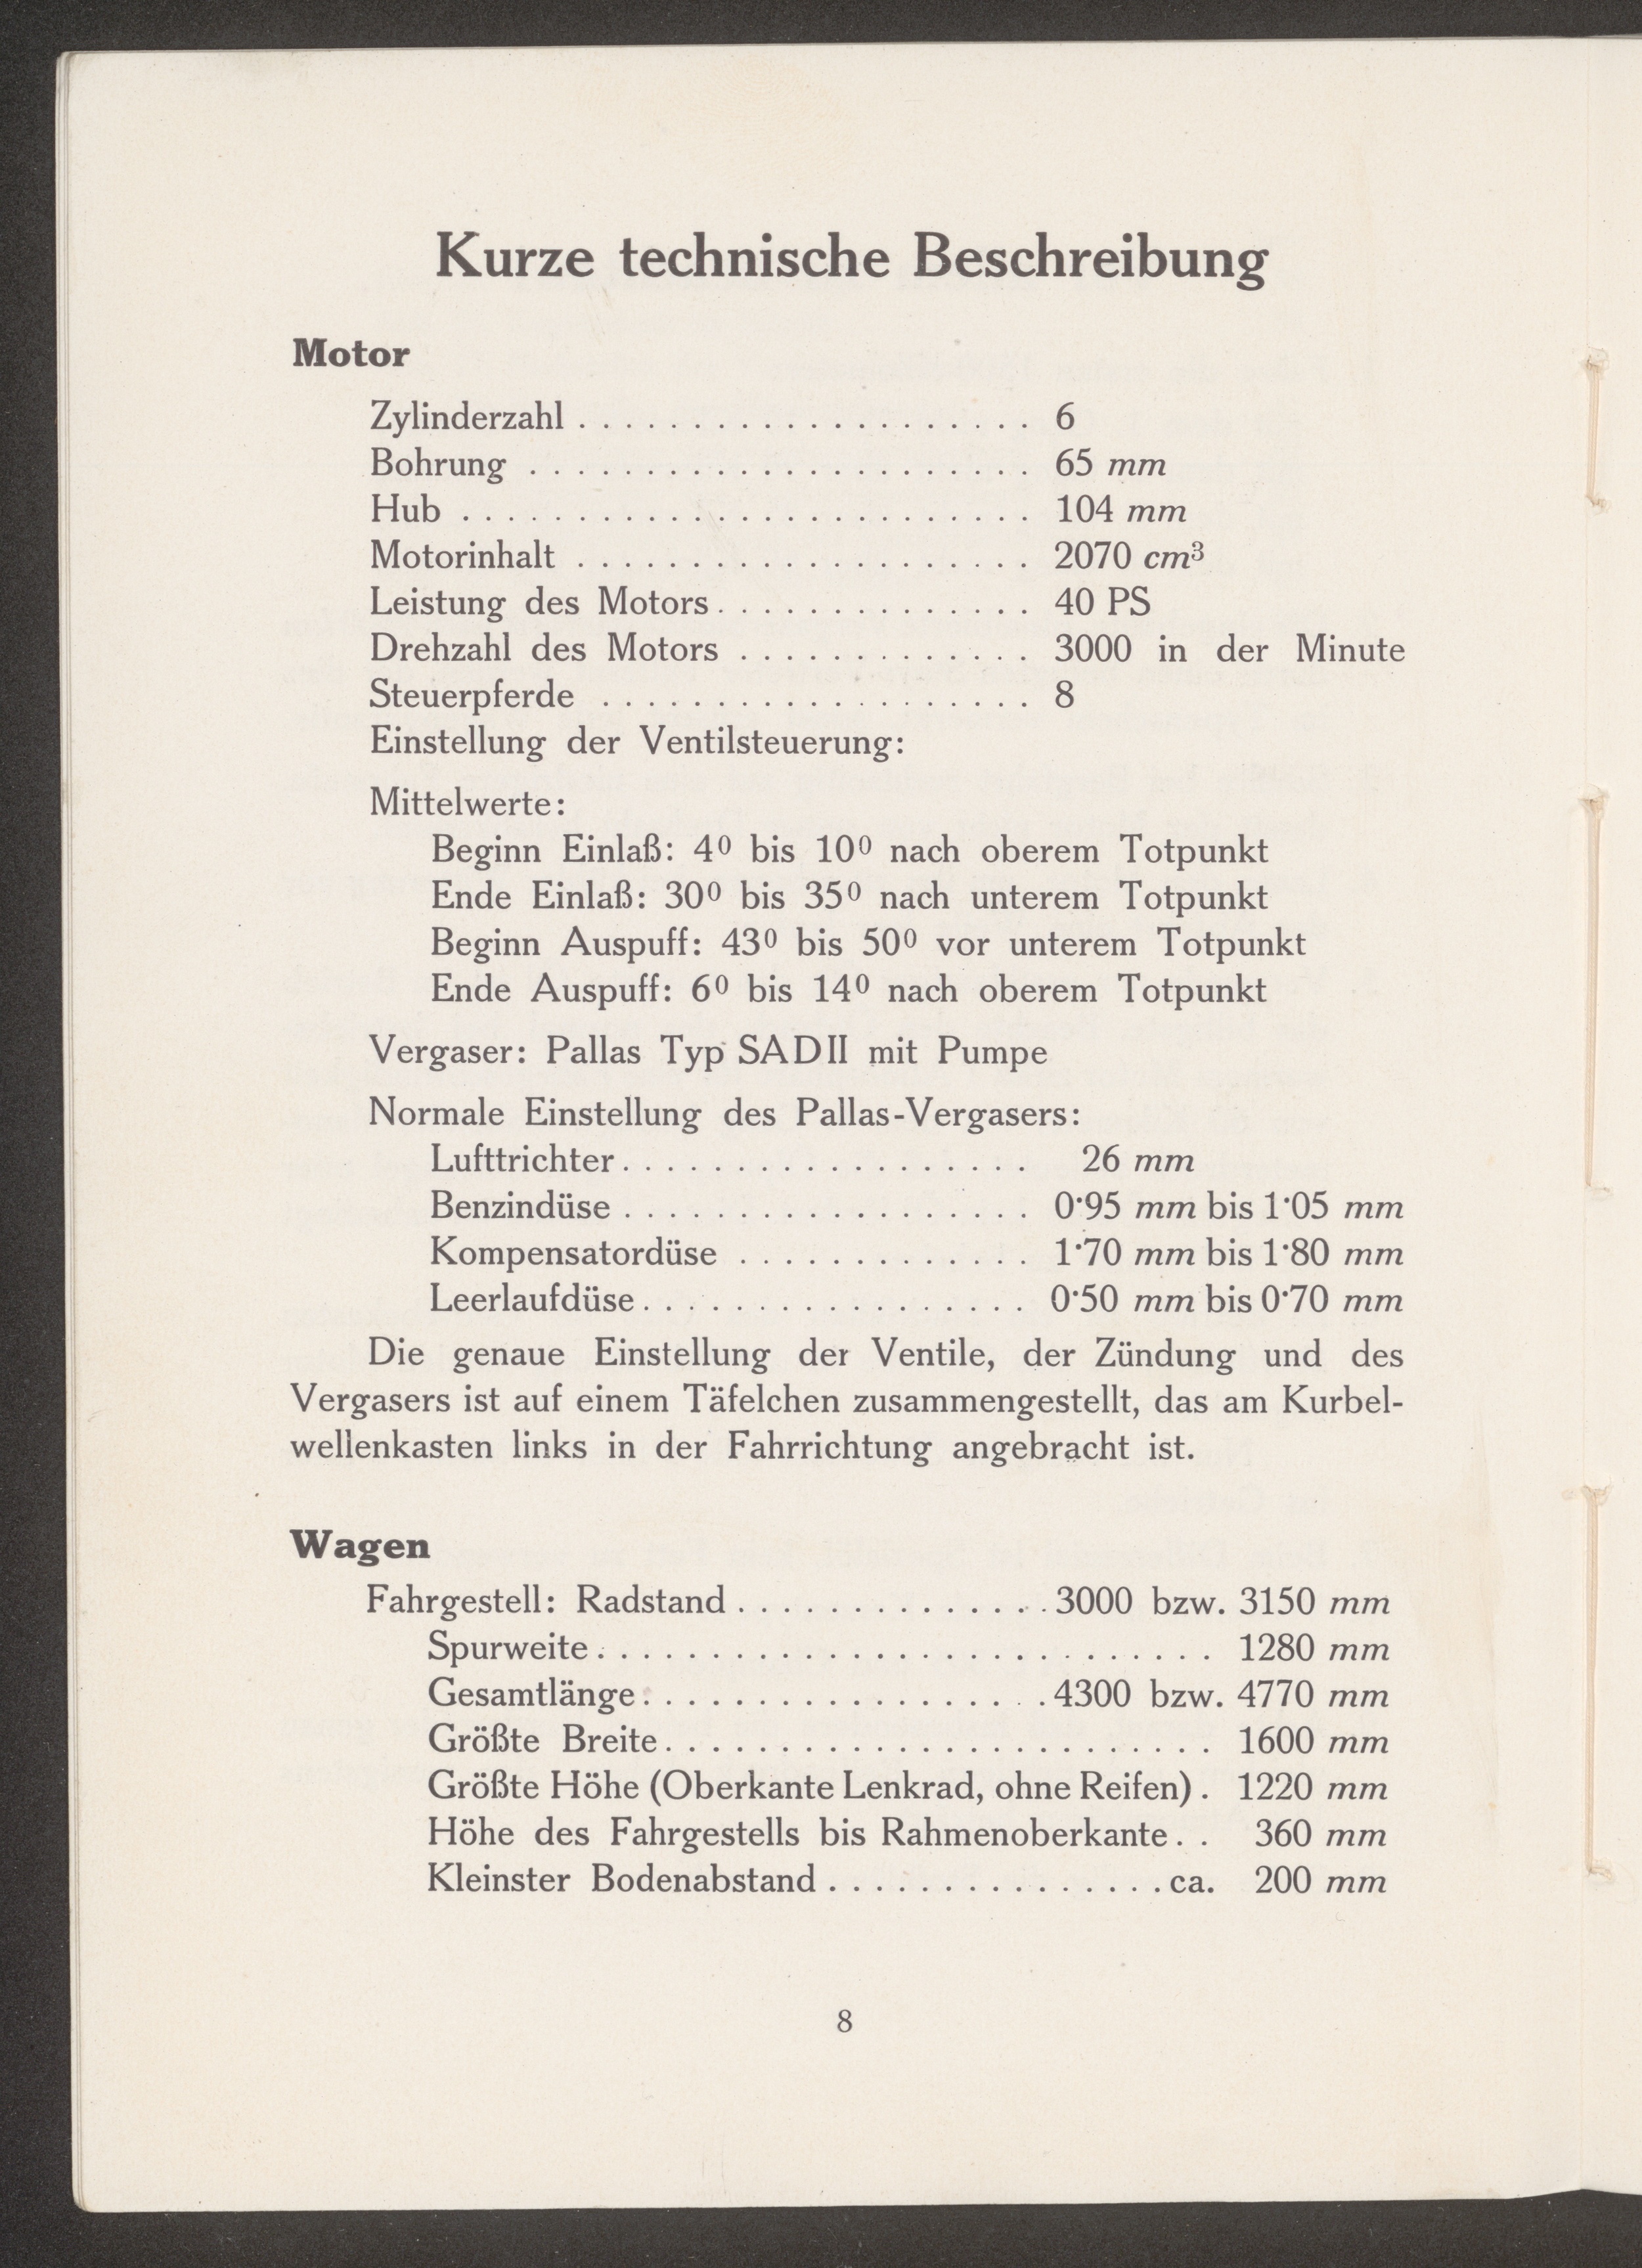 Kurze technische Beschreibung
Motor
Zylinderzahl . . . . . . . . . . . . . . . . . . . . 6
Bohrung . . . . . . . . . . . . . . . . . . . . . . 65 mm
Hub . . . . . . . . . . . . . . . . . . . . . . . . . 104 mm
Motorinhalt . . . . . . . . . . . . . . . . . . . . 2070 cm³
Leistung des Motors . . . . . . . . . . . . . . 40 PS
Drehzahl des Motors . . . . . . . . . . . . . 3000 in der Minute
Steuerpferde . . . . . . . . . . . . . . . . . . . 8
Einstellung der Ventilsteuerung:
Mittelwerte:
Beginn Einlaß: 4⁰ bis 10⁰ nach oberem Totpunkt
Ende Einlaß: 30⁰ bis 35⁰ nach unterem Totpunkt
Beginn Auspuff: 43⁰ bis 50⁰ vor unterem Totpunkt
Ende Auspuff: 6⁰ bis 14⁰ nach oberem Totpunkt
Vergaser: Pallas Typ SAD II mit Pumpe
Normale Einstellung des Pallas-Vergasers:
Lufttrichter . . . . . . . . . . . . . . . . . . 26 mm
Benzindüse . . . . . . . . . . . . . . . . . . 0·95 mm bis 1·05 mm
Kompensatordüse . . . . . . . . . . . . . 1·70 mm bis 1·80 mm
Leerlaufdüse . . . . . . . . . . . . . . . . . 0·50 mm bis 0·70 mm
Die genaue Einstellung der Ventile, der Zündung und des
Vergasers ist auf einem Täfelchen zusammengestellt, das am Kurbel-
wellenkasten links in der Fahrrichtung angebracht ist.
Wagen
Fahrgestell: Radstand . . . . . . . . . . . . . . 3000 bzw. 3150 mm
Spurweite . . . . . . . . . . . . . . . . . . . . . . . . . . . 1280 mm
Gesamtlänge . . . . . . . . . . . . . . . . . . 4300 bzw. 4770 mm
Größte Breite . . . . . . . . . . . . . . . . . . . . . . . . 1600 mm
Größte Höhe (Oberkante Lenkrad, ohne Reifen) . 1220 mm
Höhe des Fahrgestells bis Rahmenoberkante . . 360 mm
Kleinster Bodenabstand . . . . . . . . . . . . . . . ca. 200 mm
8